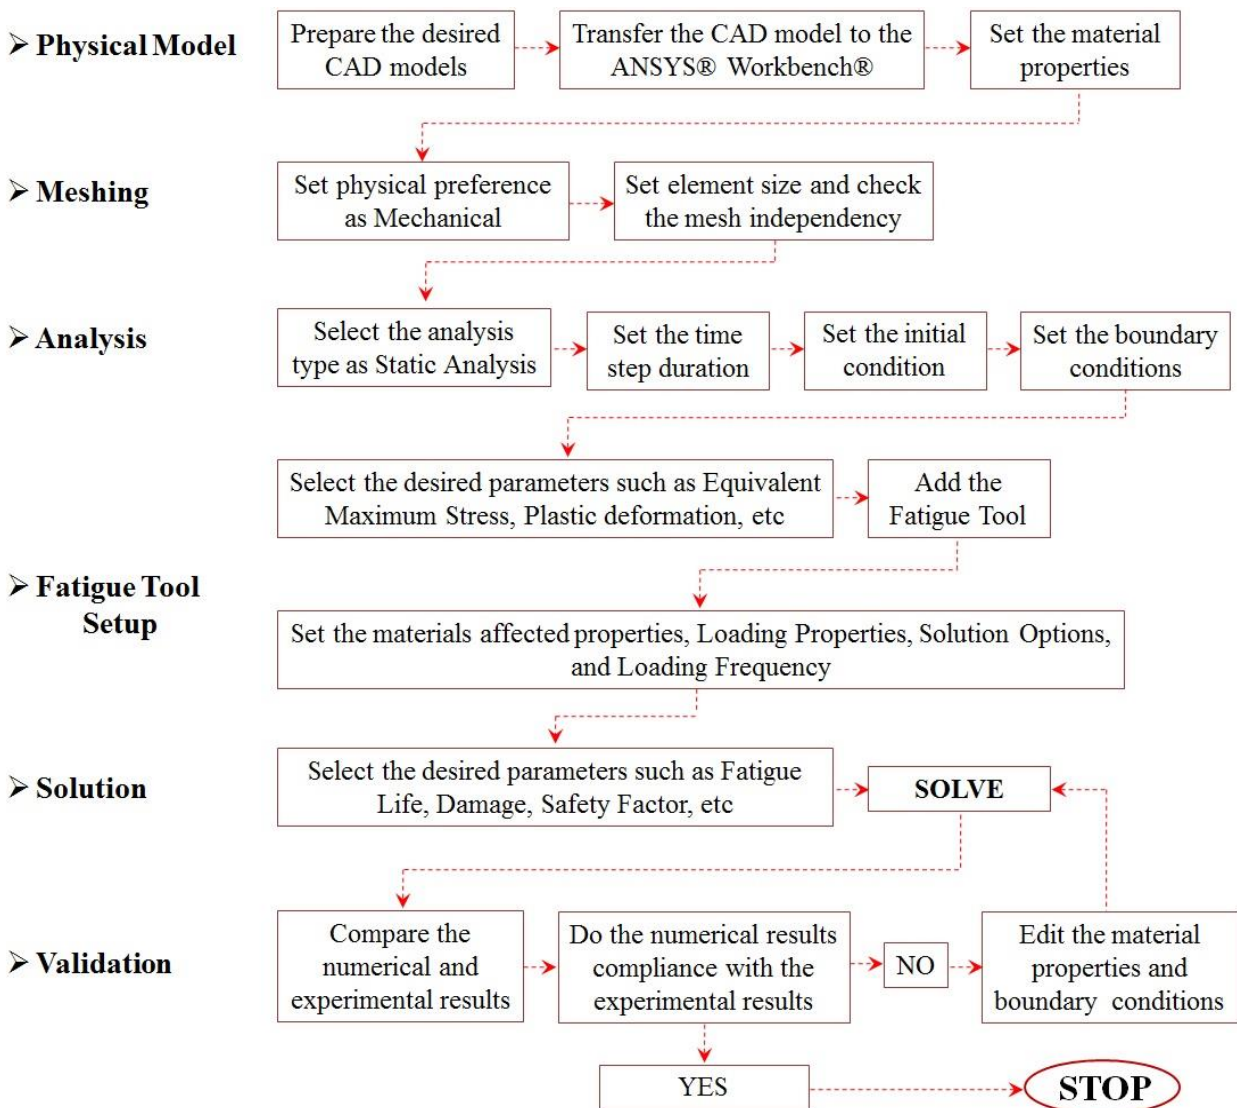 ➢ Physical Model
Prepare the desired
CAD models
Transfer the CAD model to the
ANSYS® Workbench®
Set the material
properties
➢ Meshing
Set physical preference
as Mechanical
Set element size and check
the mesh independency
➢ Analysis
Select the analysis
type as Static Analysis
Set the time
step duration
Set the initial
condition
Set the boundary
conditions
Select the desired parameters such as Equivalent
Maximum Stress, Plastic deformation, etc
Add the
Fatigue Tool
➢ Fatigue Tool
Setup
Set the materials affected properties, Loading Properties, Solution Options,
and Loading Frequency
➢ Solution
Select the desired parameters such as Fatigue
Life, Damage, Safety Factor, etc
SOLVE
➢ Validation
Compare the
numerical and
experimental results
Do the numerical results
compliance with the
experimental results
NO
Edit the material
properties and
boundary conditions
YES
STOP